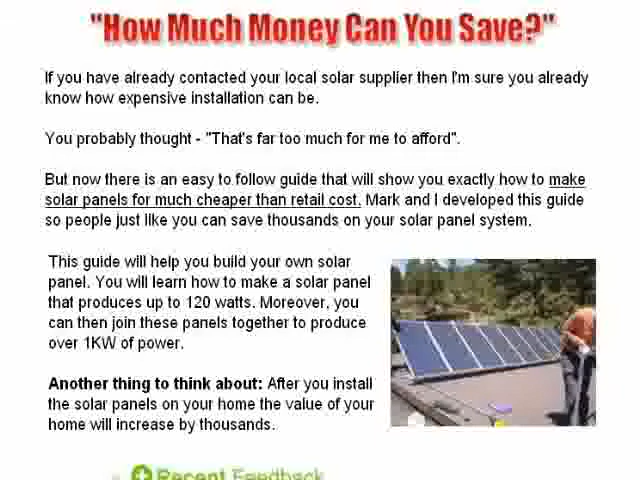 "How Much Money Can You Save?"
If you have already contacted your local solar supplier then I'm sure you already
know how expensive installation can be.
You probably thought - "That's far too much for me to afford".
But now there is an easy to follow guide that will show you exactly how to make
solar panels for much cheaper than retail cost. Mark and I developed this guide
so people just like you can save thousands on your solar panel system.
This guide will help you build your own solar
panel. You will learn how to make a solar panel
that produces up to 120 watts. Moreover, you
can then join these panels together to produce
over 1KW of power.
Another thing to think about: After you install
the solar panels on your home the value of your
home will increase by thousands.
Recent Feedback